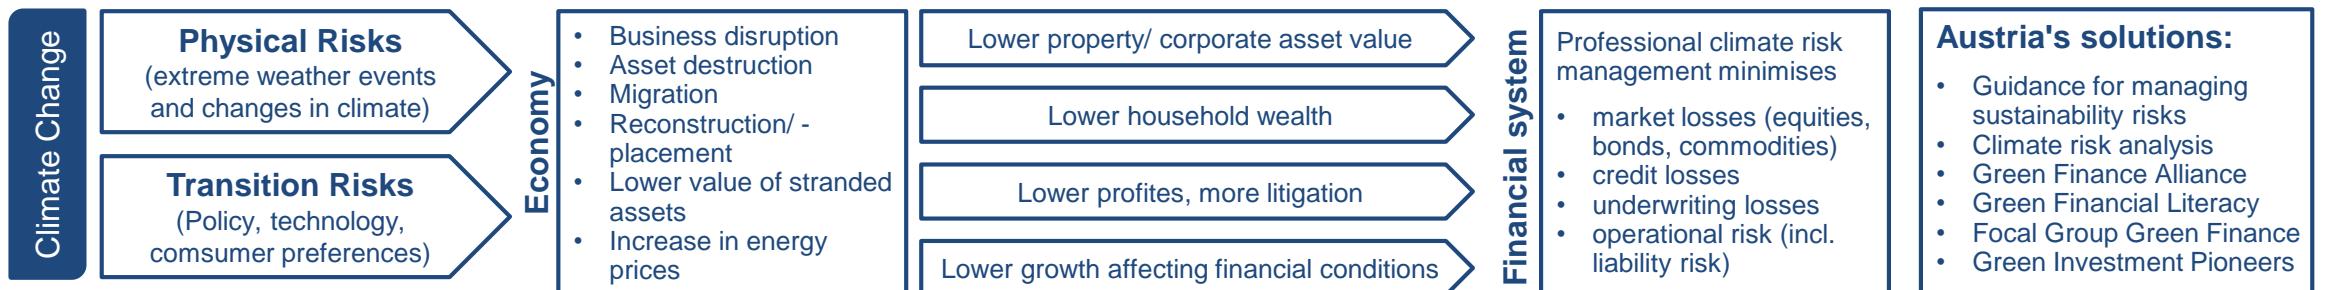 Climate Change
Physical Risks
(extreme weather events
and changes in climate)
Transition Risks
(Policy, technology,
comsumer preferences)
Economy
• Business disruption
• Asset destruction
• Migration
• Reconstruction/ -
placement
• Lower value of stranded
assets
• Increase in energy
prices
Lower property/ corporate asset value
Lower household wealth
Lower profites, more litigation
Lower growth affecting financial conditions
Financial system
Professional climate risk
management minimises
• market losses (equities,
bonds, commodities)
• credit losses
• underwriting losses
• operational risk (incl.
liability risk)
Austria's solutions:
• Guidance for managing
sustainability risks
• Climate risk analysis
• Green Finance Alliance
• Green Financial Literacy
• Focal Group Green Finance
• Green Investment Pioneers